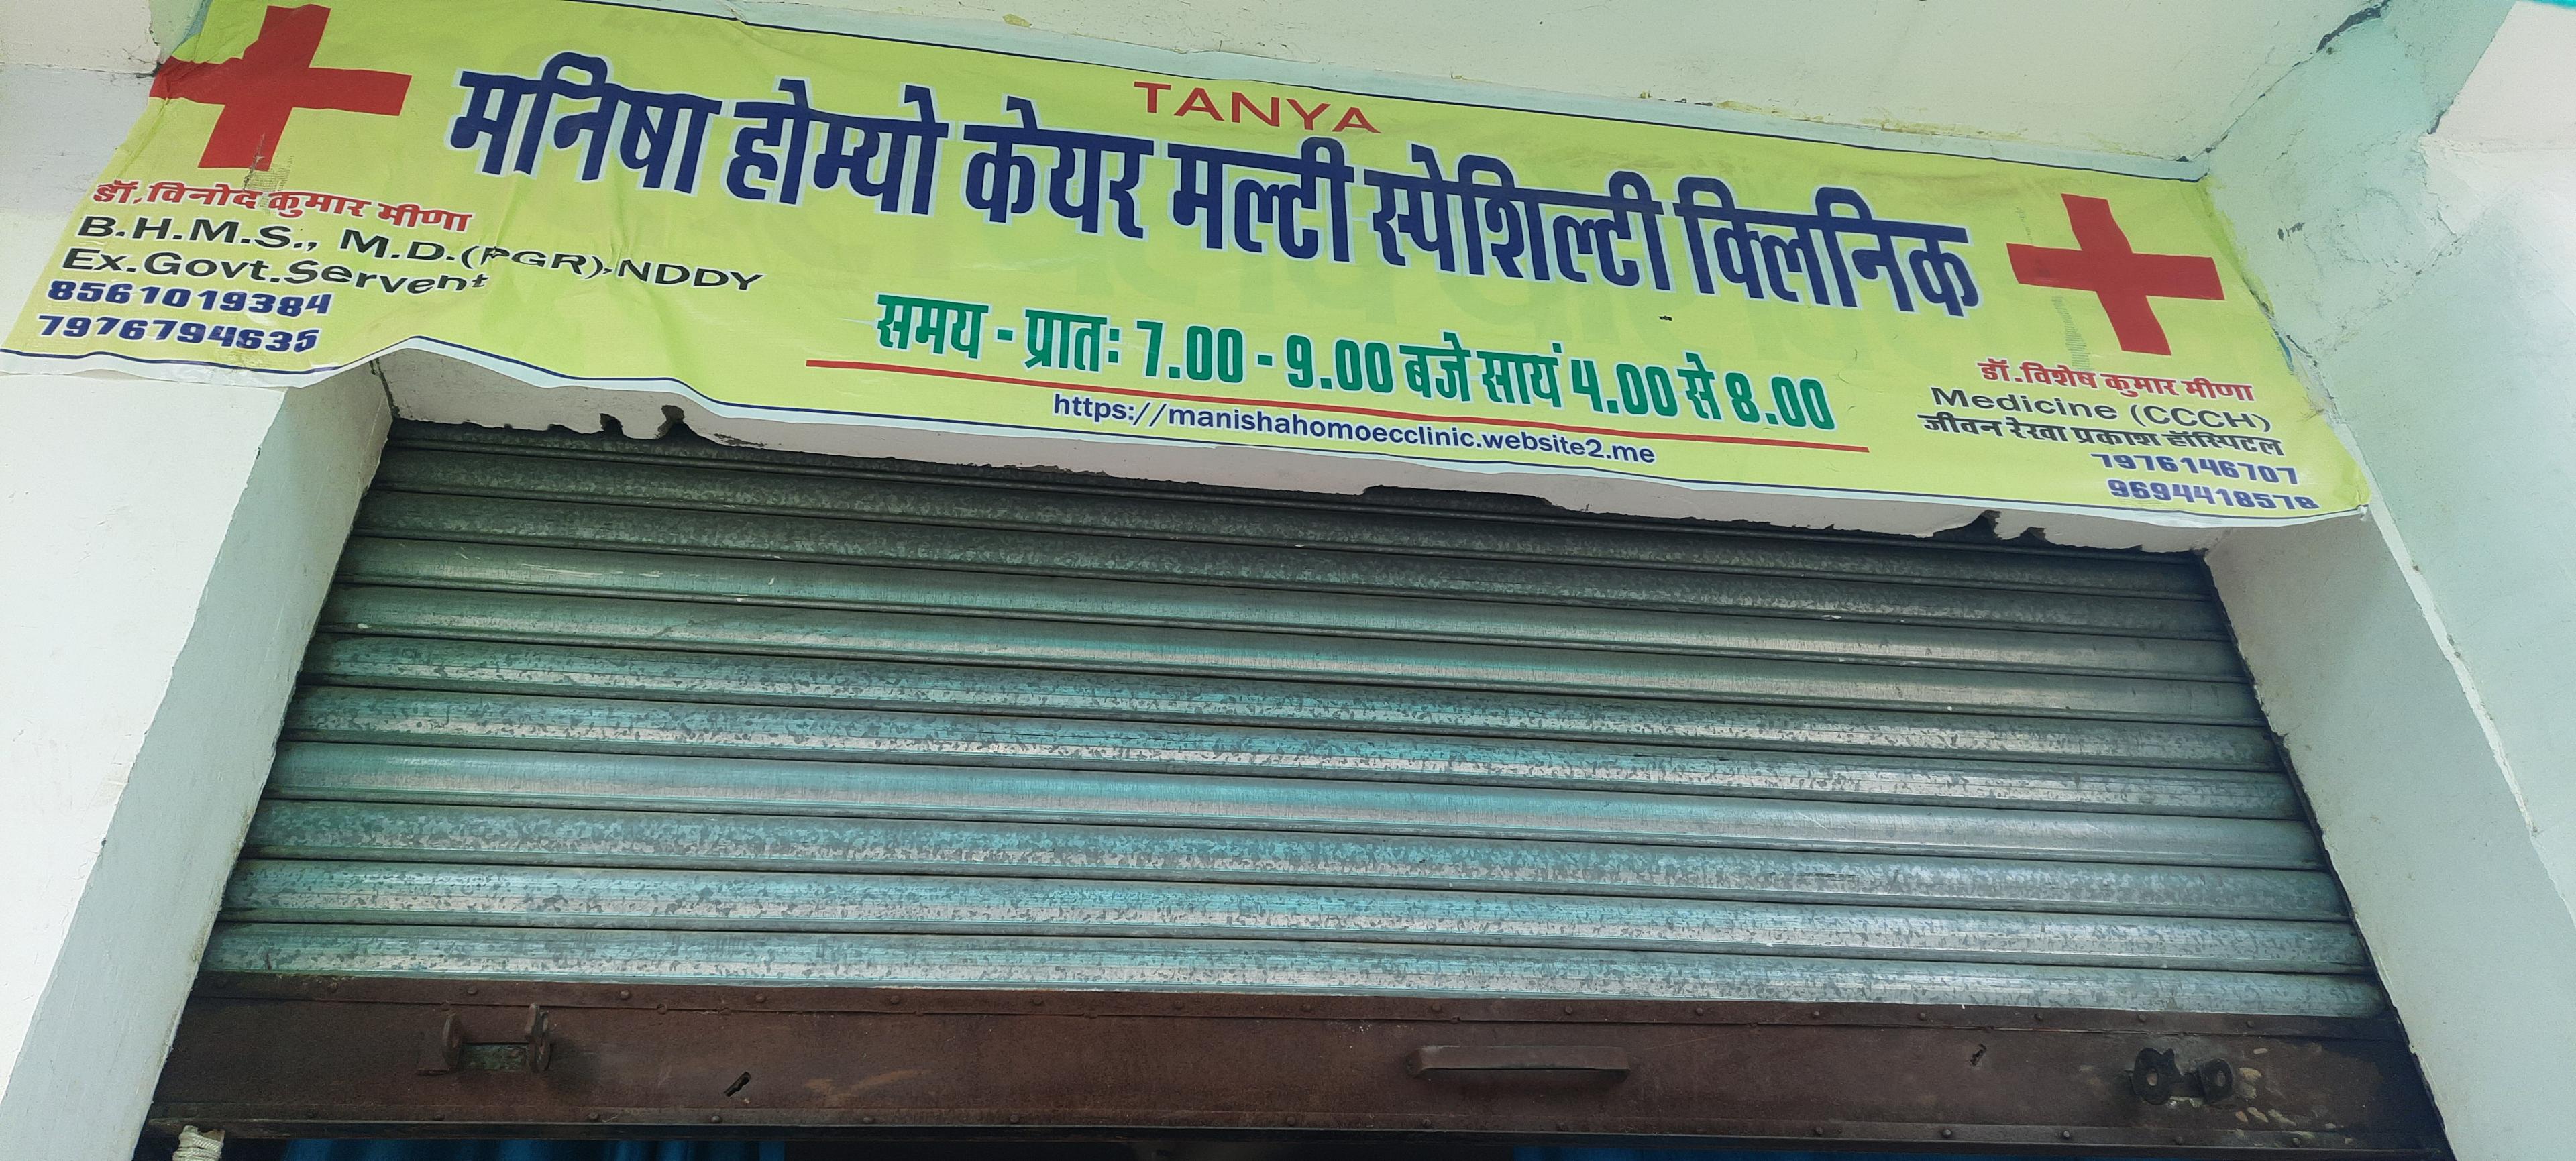 TANYA
मनिषा होम्यो केयर मल्टी स्पेशिल्टी क्लिनिक
डॉ.विनोद कुमार मीणा
B.H.M.S., M.D.(PGR),NDDY
Ex.Govt.Servent
8561019384
7976794635
समय - प्रातः 7.00 - 9.00 बजे सायं 4.00 से 8.00
https://manishahomoecclinic.website2.me
डॉ.विशेष कुमार मीणा
Medicine (CCCH)
जीवन रेखा प्रकाश हॉस्पिटल
7976146707
9694418578